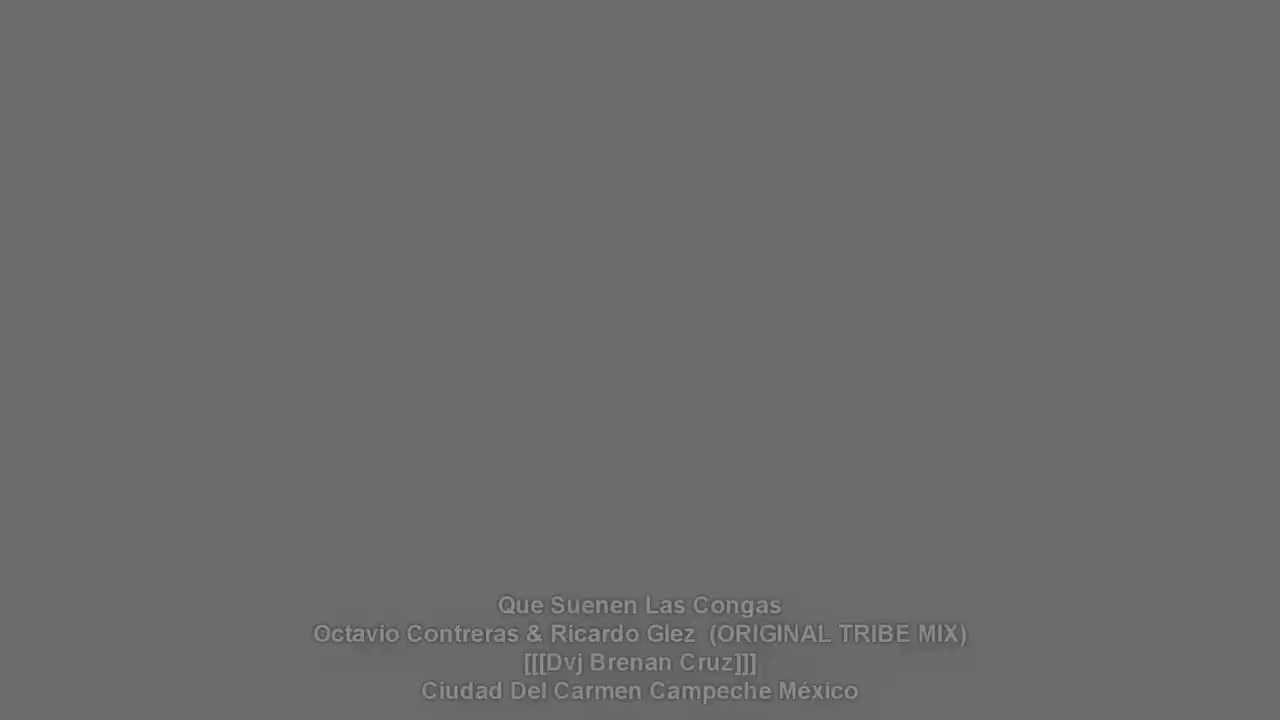 Que Suenen Las Congas
Octavio Contreras & Ricardo Glez  (ORIGINAL TRIBE MIX)
[[[Dvj Brenan Cruz]]]
Ciudad Del Carmen Campeche México